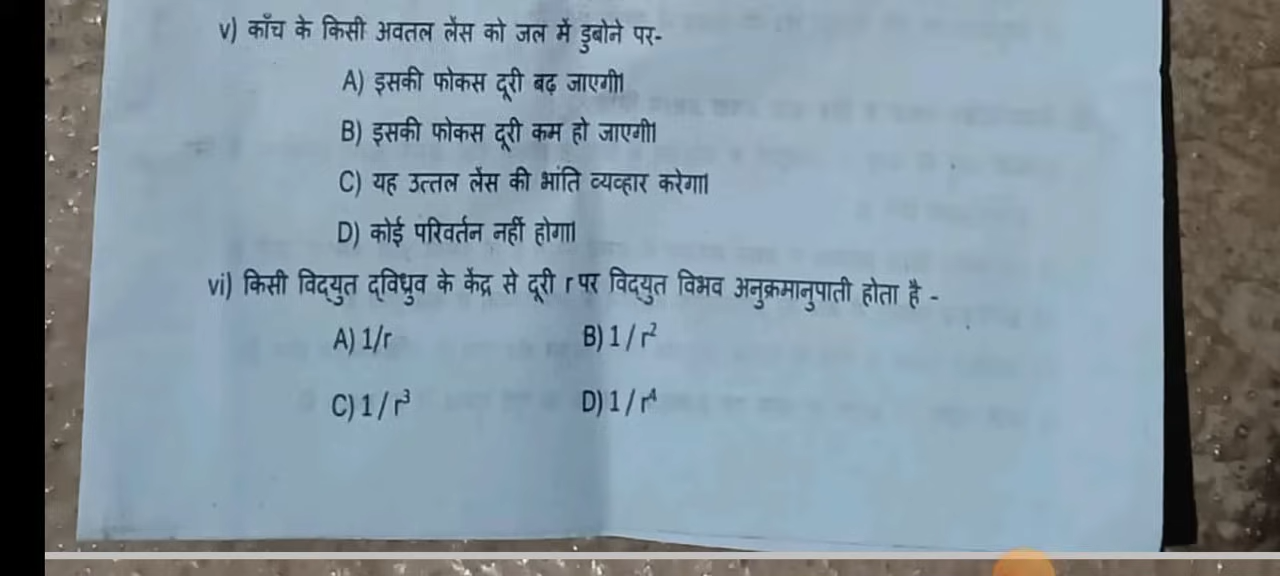 v) काँच के किसी अवतल लेंस को जल में डुबोने पर-
A) इसकी फोकस दूरी बढ़ जाएगी।
B) इसकी फोकस दूरी कम हो जाएगी।
C) यह उत्तल लेंस की भांति व्यव्हार करेगा।
D) कोई परिवर्तन नहीं होगा।
vi) किसी विद्युत द्विध्रुव के केंद्र से दूरी r पर विद्युत विभव अनुक्रमानुपाती होता है -
A) 1/r B) 1/r²
C) 1/r³ D) 1/r⁴